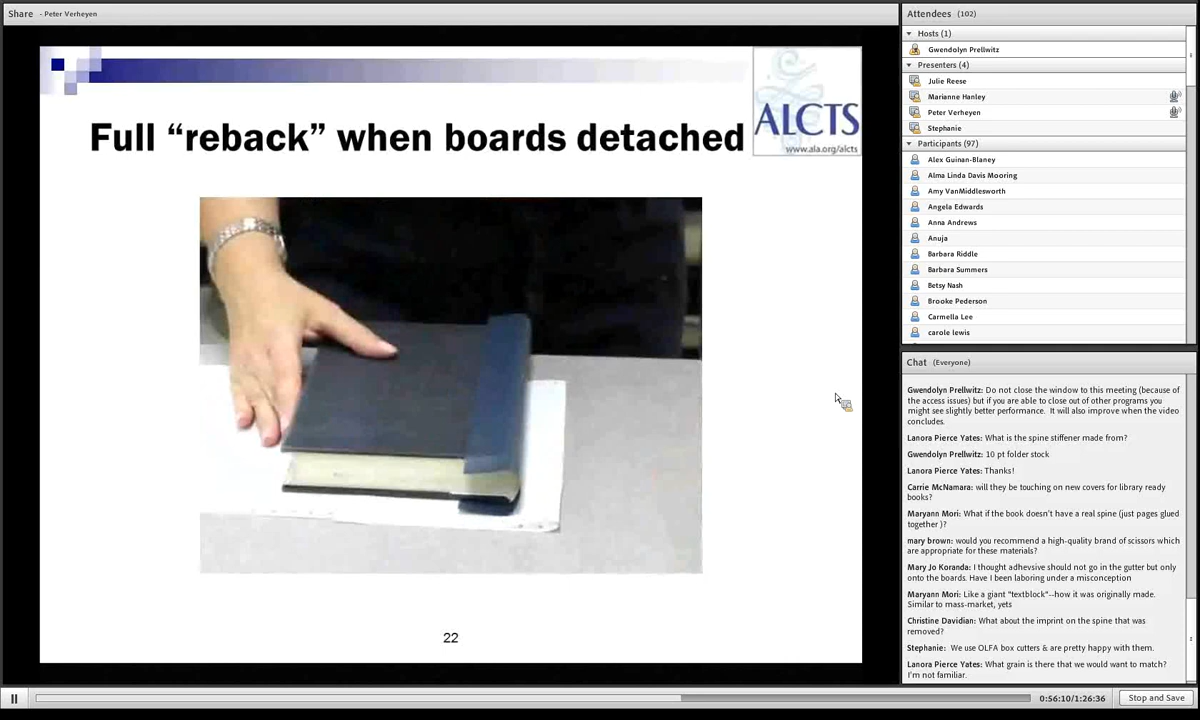 Share - Peter Verheyen
Full “reback” when boards detached
ALCTS
www.ala.org/alcts
22
Attendees (102)
Hosts (1)
Gwendolyn Prellwitz
Presenters (4)
Julie Reese
Marianne Hanley
Peter Verheyen
Stephanie
Participants (97)
Alex Guinan-Blaney
Alma Linda Davis Mooring
Amy VanMiddlesworth
Angela Edwards
Anna Andrews
Anuja
Barbara Riddle
Barbara Summers
Betsy Nash
Brooke Pederson
Carmella Lee
carole lewis
Chat (Everyone)
Gwendolyn Prellwitz: Do not close the window to this meeting (because of
the access issues) but if you are able to close out of other programs you
might see slightly better performance. It will also improve when the video
concludes.
Lanora Pierce Yates: What is the spine stiffener made from?
Gwendolyn Prellwitz: 10 pt folder stock
Lanora Pierce Yates: Thanks!
Carrie McNamara: will they be touching on new covers for library ready
books?
Maryann Mori: What if the book doesn't have a real spine (just pages glued
together )?
mary brown: would you recommend a high-quality brand of scissors which
are appropriate for these materials?
Mary Jo Koranda: I thought adhevsive should not go in the gutter but only
onto the boards. Have I been laboring under a misconception
Maryann Mori: Like a giant "textblock"--how it was originally made.
Similar to mass-market, yets
Christine Davidian: What about the imprint on the spine that was
removed?
Stephanie: We use OLFA box cutters & are pretty happy with them.
Lanora Pierce Yates: What grain is there that we would want to match?
I'm not familiar.
0:56:10/1:26:36
Stop and Save